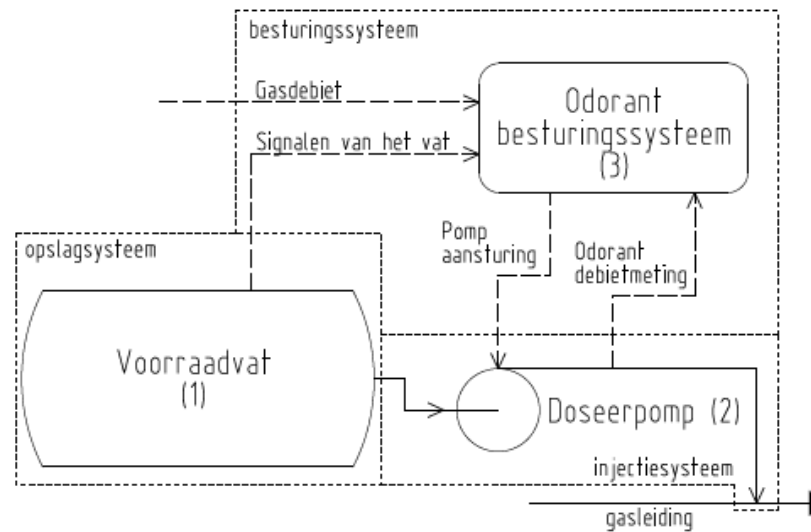 besturingssysteem
Gasdebiet
Odorant
besturingssysteem
(3)
Signalen van het vat
opslagsysteem
Pomp
aansturing
Odorant
debietmeting
Voorraadvat
(1)
Doseerpomp (2)
injectiesysteem
gasleiding